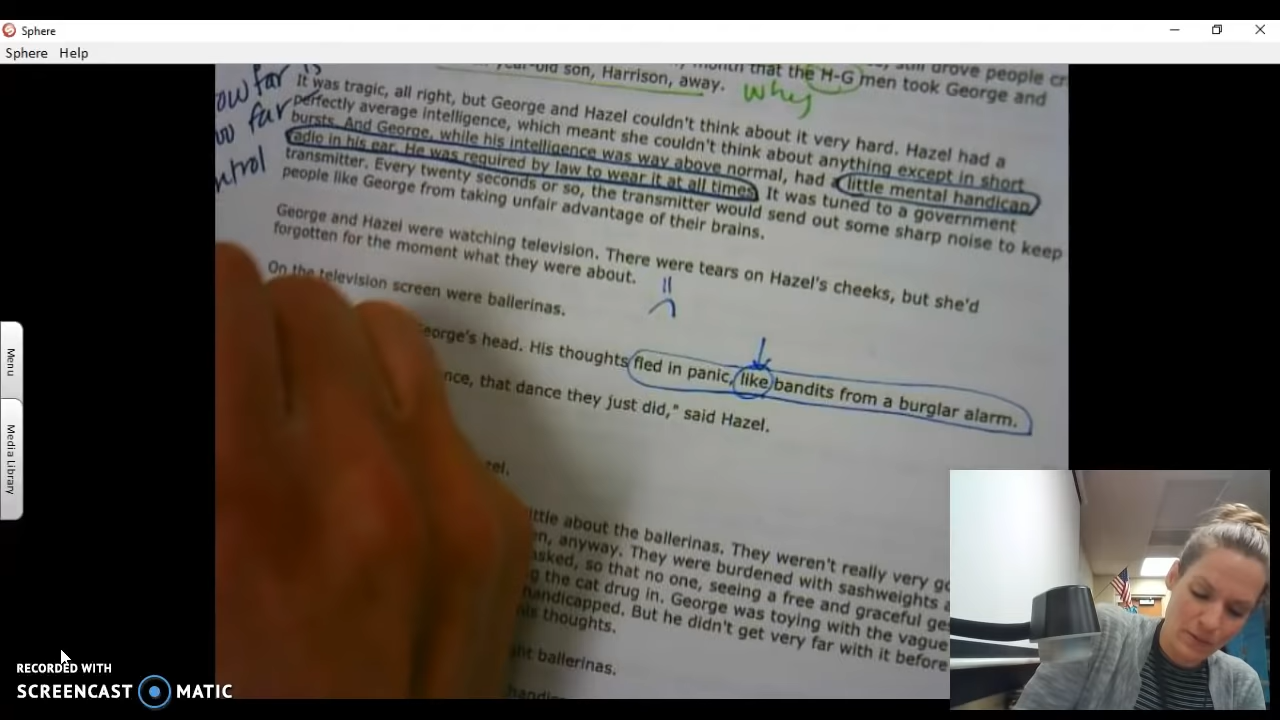 Sphere
Sphere Help
still drove people
month that the H-G men took George and
year-old son, Harrison, away. Why
It was tragic, all right, but George and Hazel couldn't think about it very hard. Hazel had a
perfectly average intelligence, which meant she couldn't think about anything except in short
bursts. And George, while his intelligence was way above normal, had a little mental handicap
radio in his ear. He was required by law to wear it at all times. It was tuned to a government
transmitter. Every twenty seconds or so, the transmitter would send out some sharp noise to keep
people like George from taking unfair advantage of their brains.
George and Hazel were watching television. There were tears on Hazel's cheeks, but she'd
forgotten for the moment what they were about.
On the television screen were ballerinas.
George's head. His thoughts fled in panic, like bandits from a burglar alarm.
that dance they just did," said Hazel.
little about the ballerinas. They weren't really very
anyway. They were burdened with sashweights
so that no one, seeing a free and graceful
the cat drug in. George was toying with the vague
handicapped. But he didn't get very far with it before
thoughts.
ballerinas.
Menu
Media Library
far is
far
RECORDED WITH
SCREENCAST MATIC